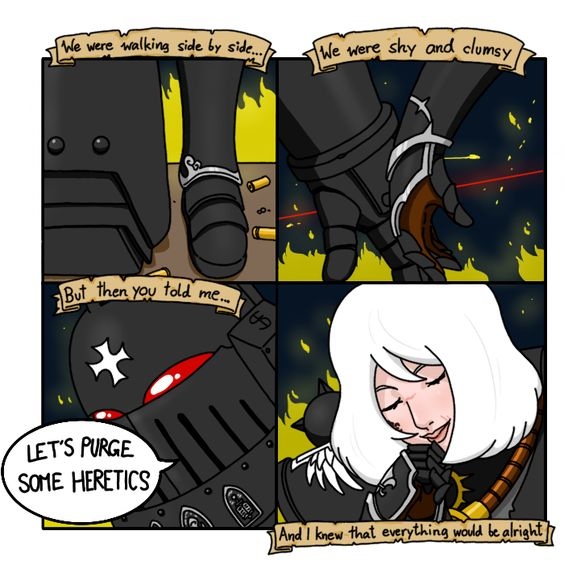 We were walking side by side...
We were shy and clumsy
But then you told me...
LET'S PURGE
SOME HERETICS
And I knew that everything would be alright